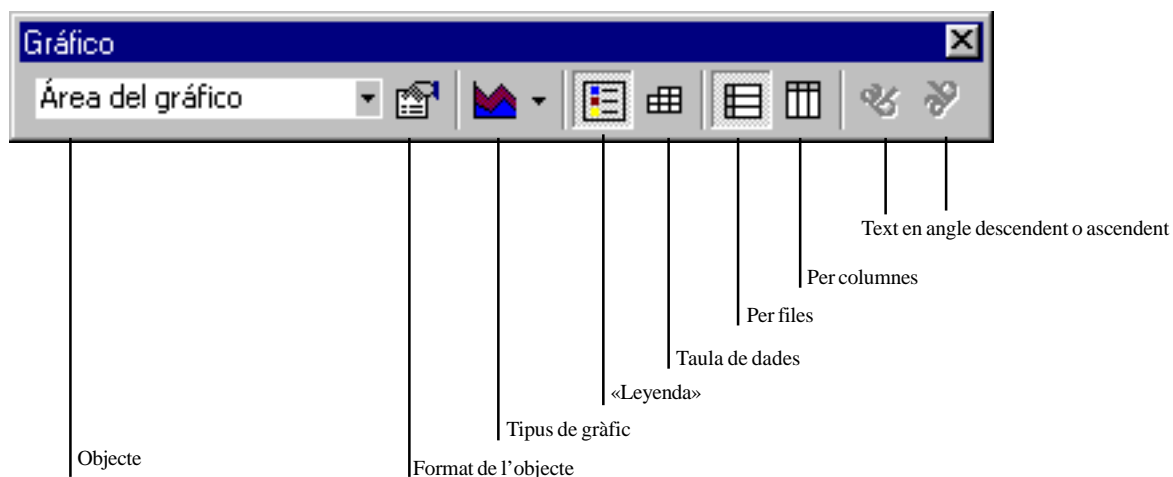 Gráfico
Área del gráfico
Text en angle descendent o ascendent
Per columnes
Per files
Taula de dades
«Leyenda»
Tipus de gràfic
Objecte
Format de l’objecte